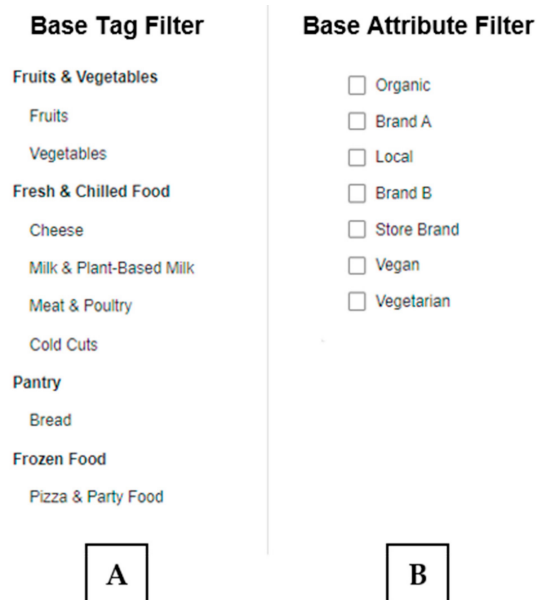 Base Tag Filter
Fruits & Vegetables
Fruits
Vegetables
Fresh & Chilled Food
Cheese
Milk & Plant-Based Milk
Meat & Poultry
Cold Cuts
Pantry
Bread
Frozen Food
Pizza & Party Food
A
Base Attribute Filter
Organic
Brand A
Local
Brand B
Store Brand
Vegan
Vegetarian
B